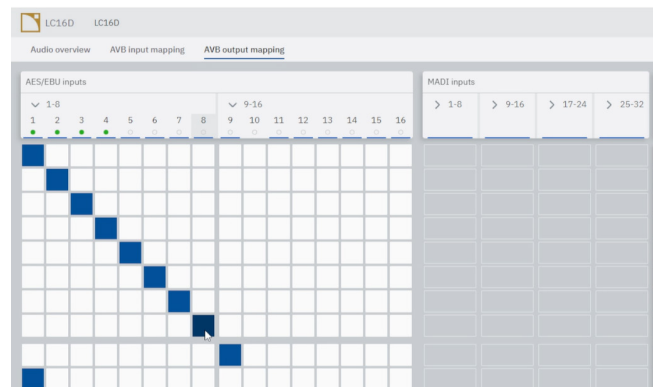 LC16D LC16D
Audio overview AVB input mapping AVB output mapping
AES/EBU inputs MADI inputs
1-8 9-16 1-8 9-16 17-24 25-32
1 2 3 4 5 6 7 8 9 10 11 12 13 14 15 16